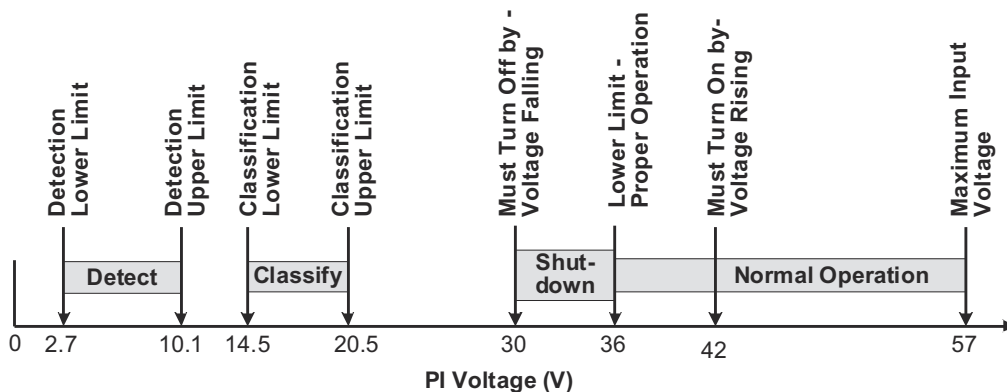 Detection
Lower Limit
Detection
Upper Limit
Classification
Lower Limit
Classification
Upper Limit
Must Turn Off by -
Voltage Falling
Lower Limit -
Proper Operation
Must Turn On by-
Voltage Rising
Maximum Input
Voltage
Detect
Classify
Shut-
down
Normal Operation
0
2.7
10.1
14.5
20.5
30
36
42
57
PI Voltage (V)